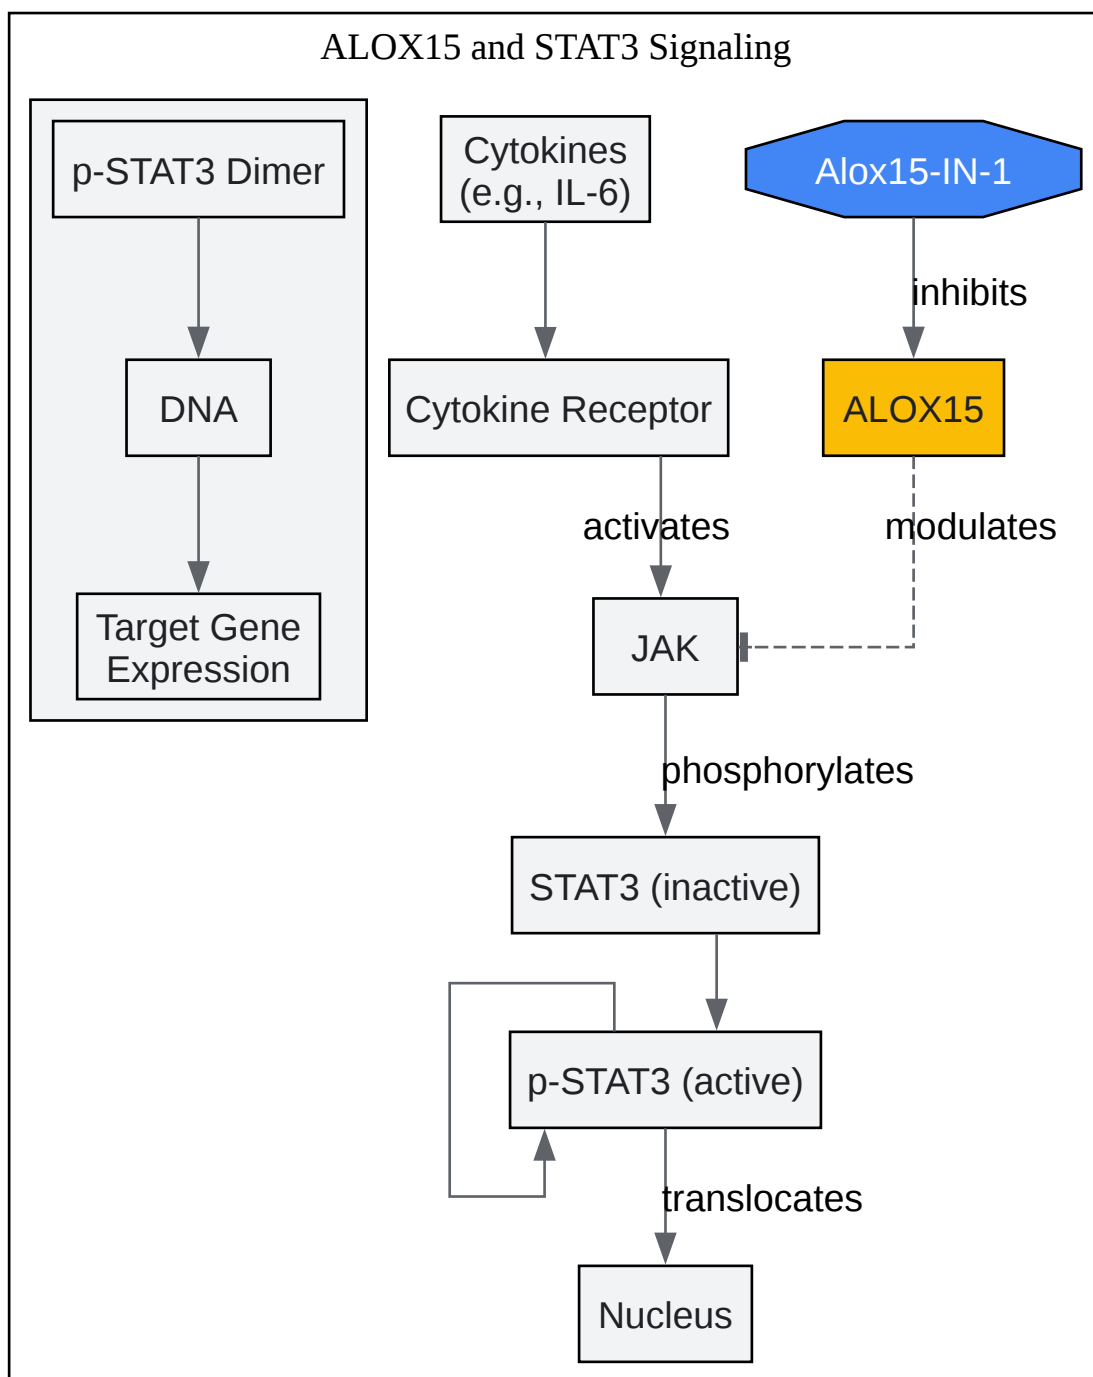 ALOX15 and STAT3 Signaling
p-STAT3 Dimer
DNA
Target Gene
Expression
Cytokines
(e.g., IL-6)
Cytokine Receptor
activates
JAK
phosphorylates
STAT3 (inactive)
p-STAT3 (active)
translocates
Nucleus
Alox15-IN-1
inhibits
ALOX15
modulates